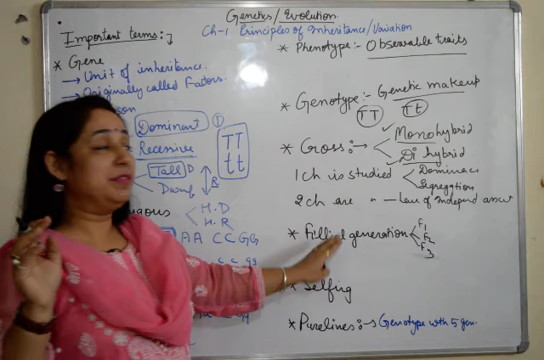 Genetics/Evolution
Ch-1 Principles of Inheritance/Variation
Important terms:-]
* Gene
→ Unit of inheritance.
→ Originally called Factors.
Dominant
Recessive
Tall D
Dwarf R
TT
tt
H.D
H.R
AA CC GG
* Phenotype:- Observable traits
* Genotype:- Genetic makeup
TT Tt
* Cross:→ Monohybrid
Di hybrid
1 ch is studied Dominance
Segregation
2 ch are " — Law of Independ assort
generation F1
F2
F3
* Selfing
* Purelines:→ Genotype with 5 gen.